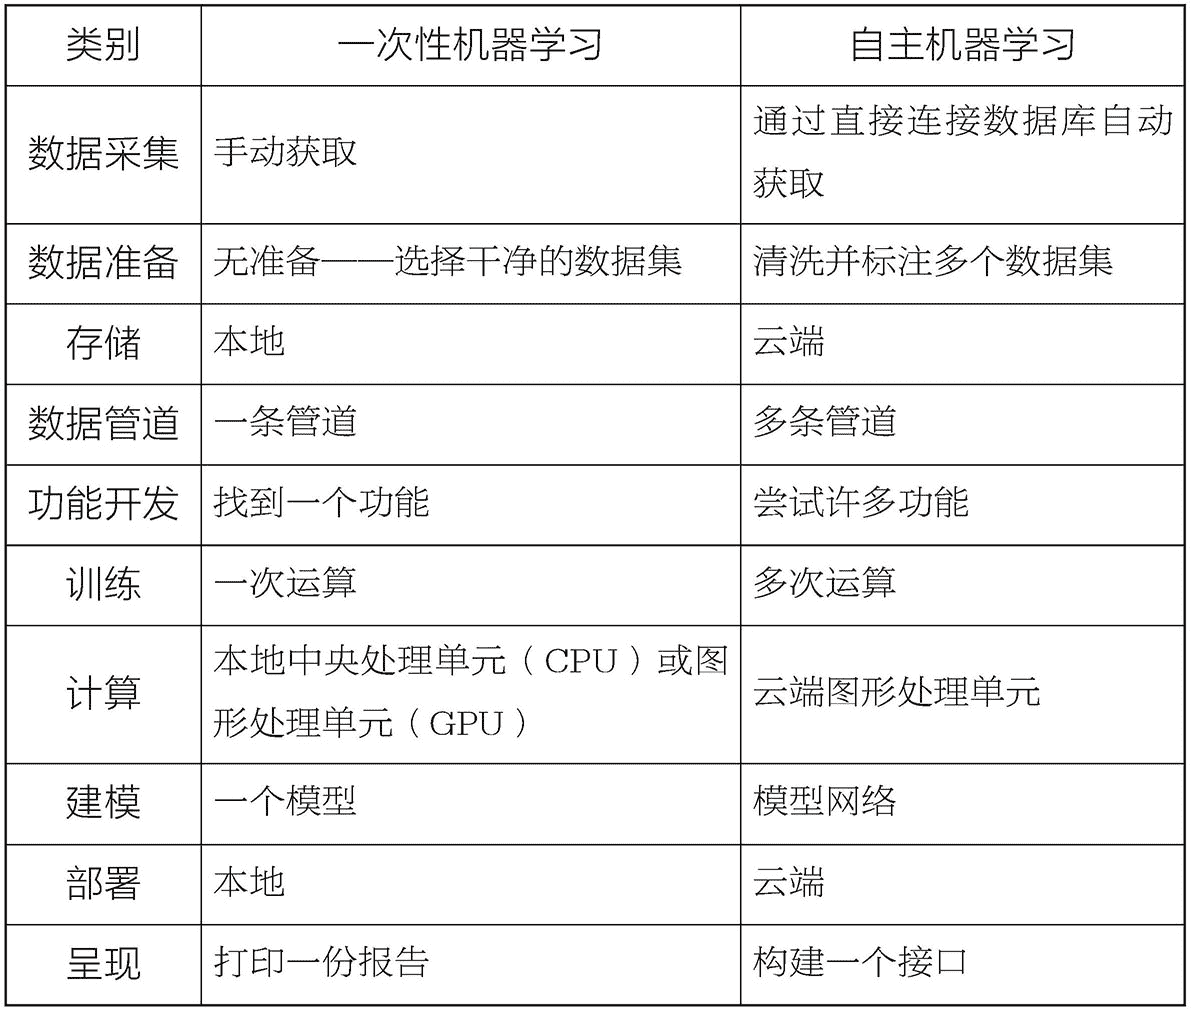 类别 一次性机器学习 自主机器学习
数据采集 手动获取 通过直接连接数据库自动
获取
数据准备 无准备——选择干净的数据集 清洗并标注多个数据集
存储 本地 云端
数据管道 一条管道 多条管道
功能开发 找到一个功能 尝试许多功能
训练 一次运算 多次运算
计算 本地中央处理单元（CPU）或图
形处理单元（GPU） 云端图形处理单元
建模 一个模型 模型网络
部署 本地 云端
呈现 打印一份报告 构建一个接口